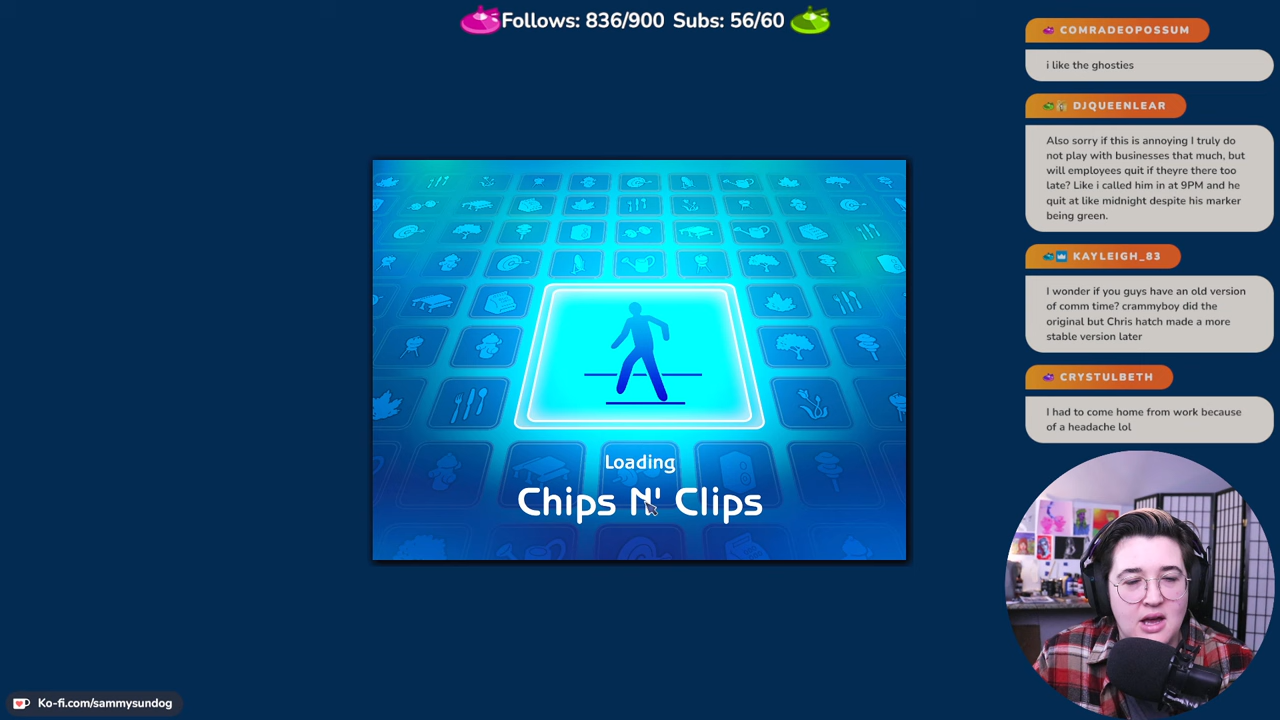 Follows: 836/900 Subs: 56/60
COMRADEOPOSSUM
i like the ghosties
DJQUEENLEAR
Also sorry if this is annoying I truly do
not play with businesses that much, but
will employees quit if theyre there too
late? Like i called him in at 9PM and he
quit at like midnight despite his marker
being green.
KAYLEIGH_83
I wonder if you guys have an old version
of comm time? crammyboy did the
original but Chris hatch made a more
stable version later
CRYSTULBETH
I had to come home from work because
of a headache lol
Loading
Chips N' Clips
Ko-fi.com/sammysundog